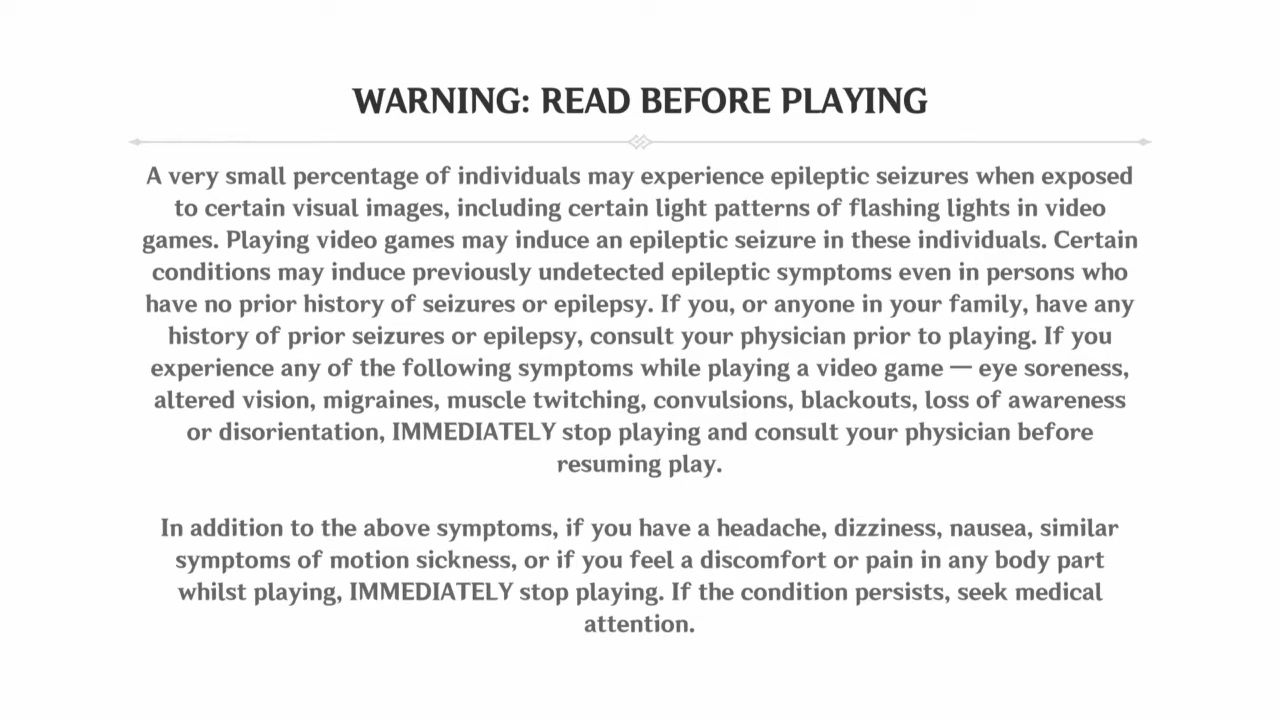 WARNING: READ BEFORE PLAYING
A very small percentage of individuals may experience epileptic seizures when exposed
to certain visual images, including certain light patterns of flashing lights in video
games. Playing video games may induce an epileptic seizure in these individuals. Certain
conditions may induce previously undetected epileptic symptoms even in persons who
have no prior history of seizures or epilepsy. If you, or anyone in your family, have any
history of prior seizures or epilepsy, consult your physician prior to playing. If you
experience any of the following symptoms while playing a video game — eye soreness,
altered vision, migraines, muscle twitching, convulsions, blackouts, loss of awareness
or disorientation, IMMEDIATELY stop playing and consult your physician before
resuming play.
In addition to the above symptoms, if you have a headache, dizziness, nausea, similar
symptoms of motion sickness, or if you feel a discomfort or pain in any body part
whilst playing, IMMEDIATELY stop playing. If the condition persists, seek medical
attention.